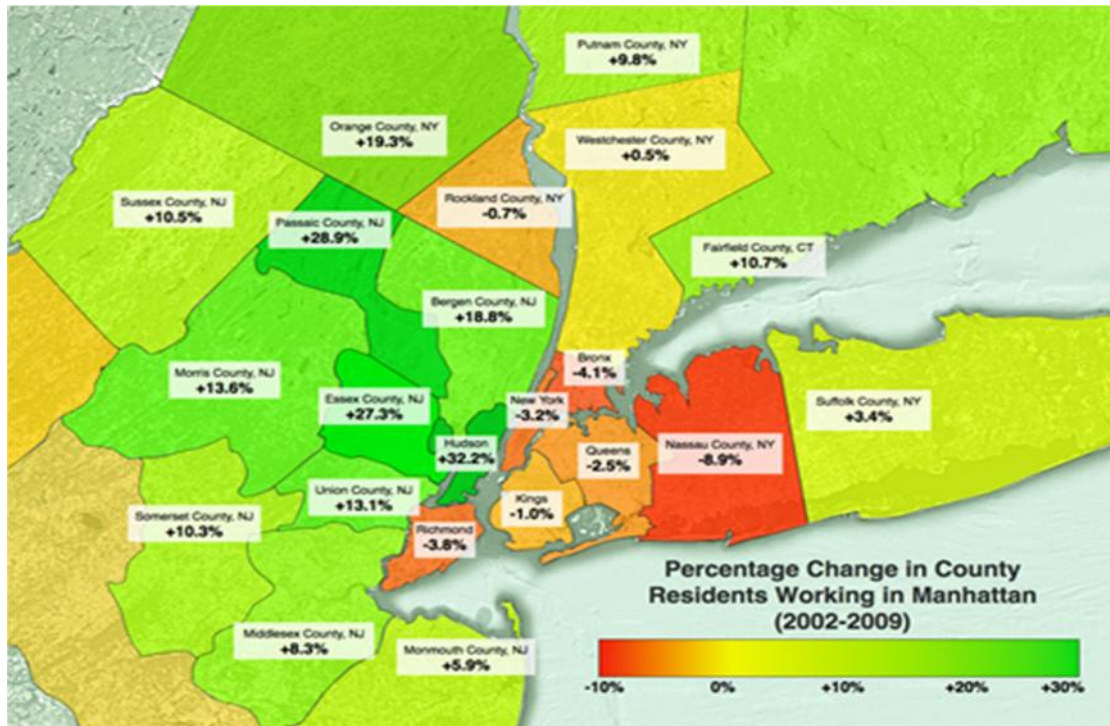 Putnam County, NY
+9.8%
Orange County, NY
+19.3%
Westchester County, NY
+0.5%
Sussex County, NJ
+10.5%
Rockland County, NY
-0.7%
Passaic County, NJ
+28.9%
Fairfield County, CT
+10.7%
Bergen County, NJ
+18.8%
Bronx
-4.1%
Morris County, NJ
+13.6%
Essex County, NJ
+27.3%
New York
-3.2%
Suffolk County, NY
+3.4%
Hudson
+32.2%
Queens
-2.5%
Nassau County, NY
-8.9%
Union County, NJ
+13.1%
Kings
-1.0%
Somerset County, NJ
+10.3%
Richmond
-3.8%
Percentage Change in County
Residents Working in Manhattan
(2002-2009)
Middlesex County, NJ
+8.3%
Monmouth County, NJ
+5.9%
-10% 0% +10% +20% +30%